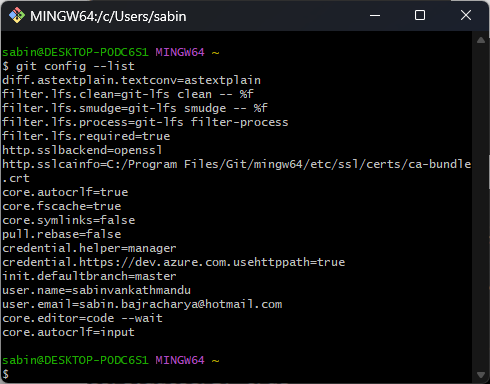 MINGW64:/c/Users/sabin
sabin@DESKTOP-PODC6S1 MINGW64 ~
$ git config --list
diff.astextplain.textconv=astextplain
filter.lfs.clean=git-lfs clean -- %f
filter.lfs.smudge=git-lfs smudge -- %f
filter.lfs.process=git-lfs filter-process
filter.lfs.required=true
http.sslbackend=openssl
http.sslcainfo=C:/Program Files/Git/mingw64/etc/ssl/certs/ca-bundle
.crt
core.autocrlf=true
core.fscache=true
core.symlinks=false
pull.rebase=false
credential.helper=manager
credential.https://dev.azure.com.usehttppath=true
init.defaultbranch=master
user.name=sabinvankathmandu
user.email=sabin.bajracharya@hotmail.com
core.editor=code --wait
core.autocrlf=input
sabin@DESKTOP-PODC6S1 MINGW64 ~
$